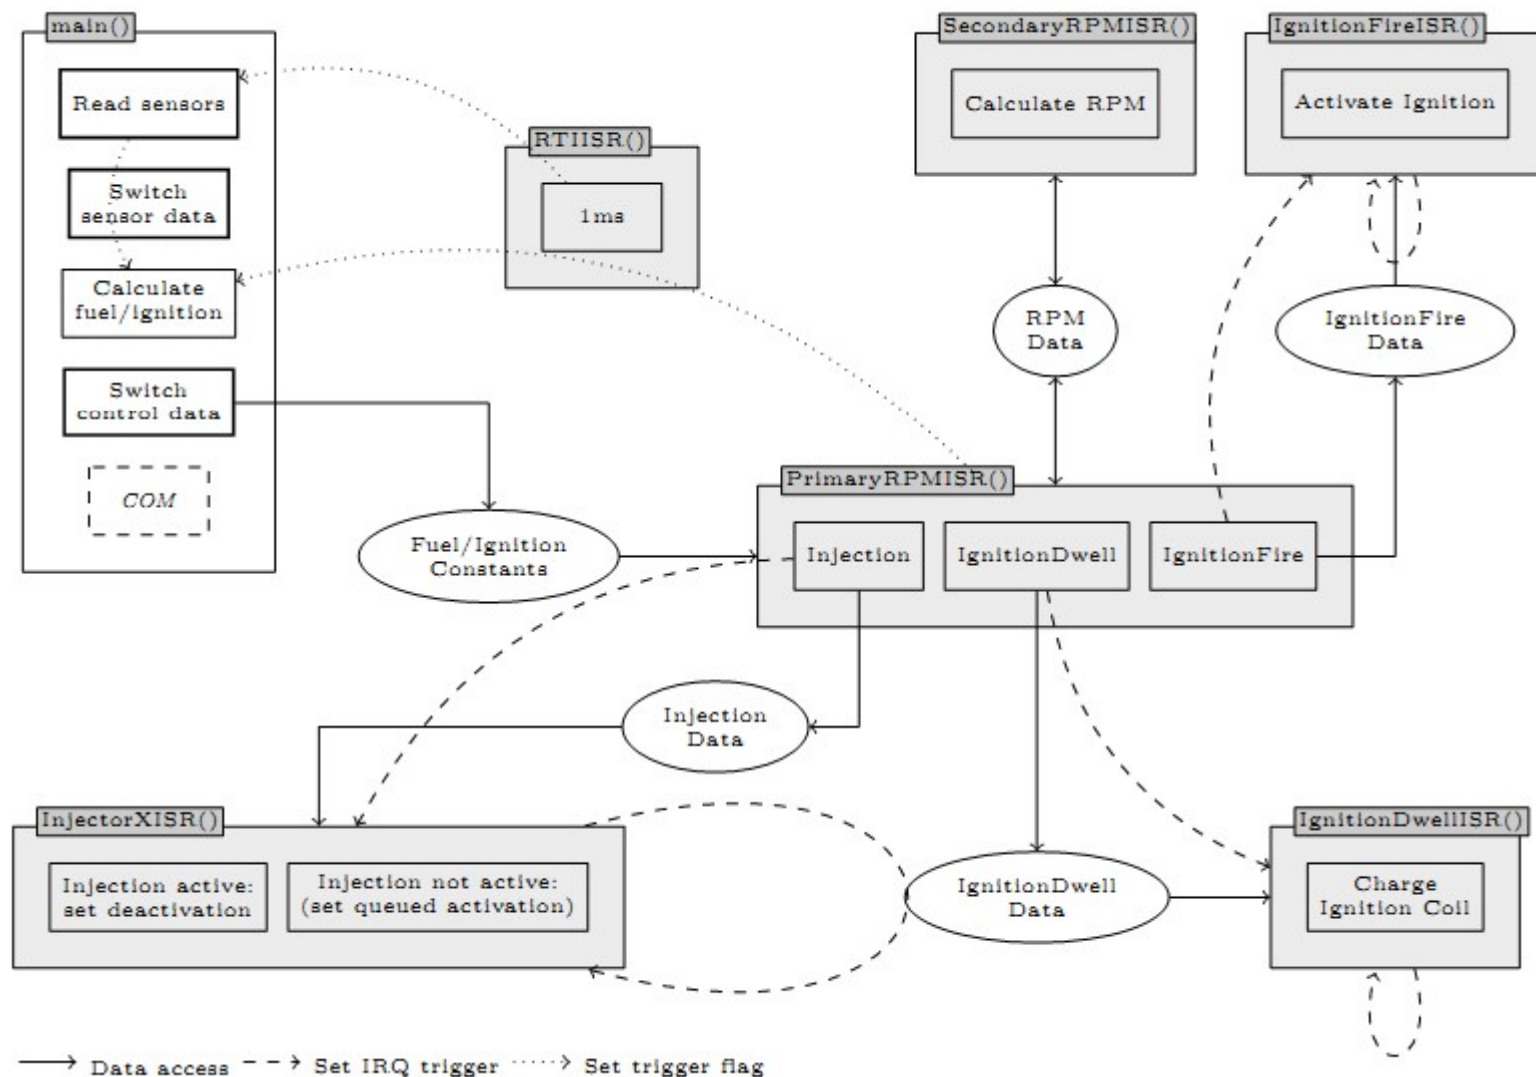 main()
Read sensors
Switch
sensor data
Calculate
fuel/ignition
Switch
control data
COM
RTIISR()
1ms
SecondaryRPMISR()
Calculate RPM
IgnitionFireISR()
Activate Ignition
RPM
Data
IgnitionFire
Data
PrimaryRPMISR()
Injection
IgnitionDwell
IgnitionFire
Fuel/Ignition
Constants
Injection
Data
InjectorXISR()
Injection active:
set deactivation
Injection not active:
(set queued activation)
IgnitionDwell
Data
IgnitionDwellISR()
Charge
Ignition Coil
Data access
Set IRQ trigger
Set trigger flag